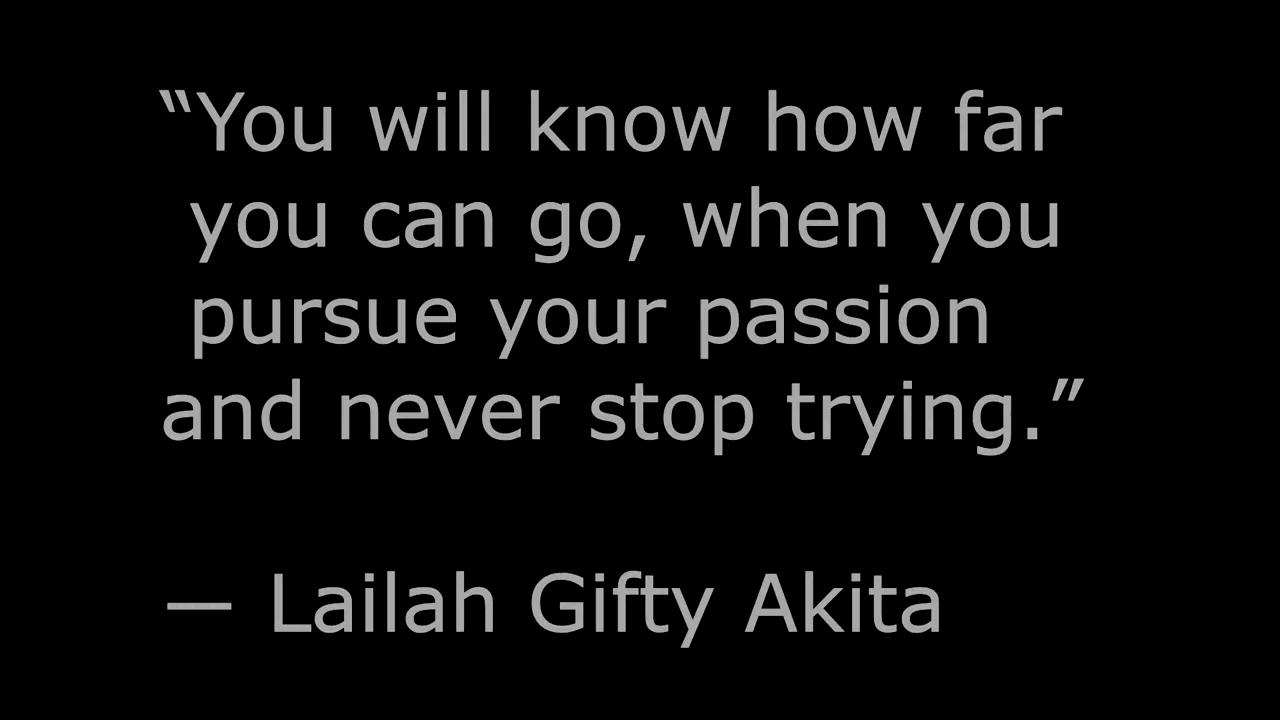 “You will know how far
you can go, when you
pursue your passion
and never stop trying.”
— Lailah Gifty Akita